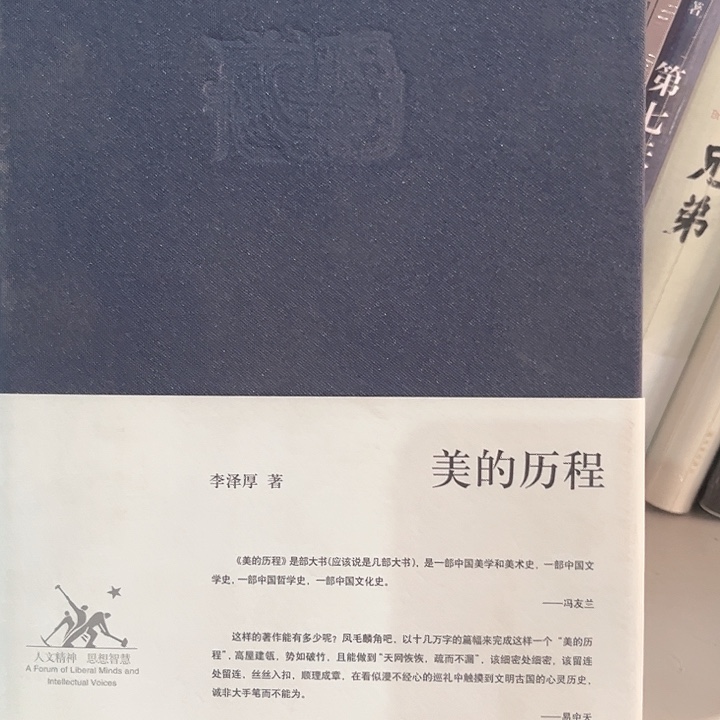 著
第七天
兄弟
李泽厚 著
美的历程
《美的历程》是部大书(应该说是几部大书)，是一部中国美学和美术史，一部中国文
学史，一部中国哲学史，一部中国文化史。
——冯友兰
这样的著作能有多少呢？凤毛麟角吧，以十几万字的篇幅来完成这样一个“美的历
程”，高屋建瓴，势如破竹，且能做到“天网恢恢，疏而不漏”，该细密处细密，该留连
处留连，丝丝入扣，顺理成章，在看似漫不经心的巡礼中触摸到文明古国的心灵历史，
诚非大手笔而不能为。
——易中天
人文精神 思想智慧
A Forum of Liberal Minds and
Intellectual Voices